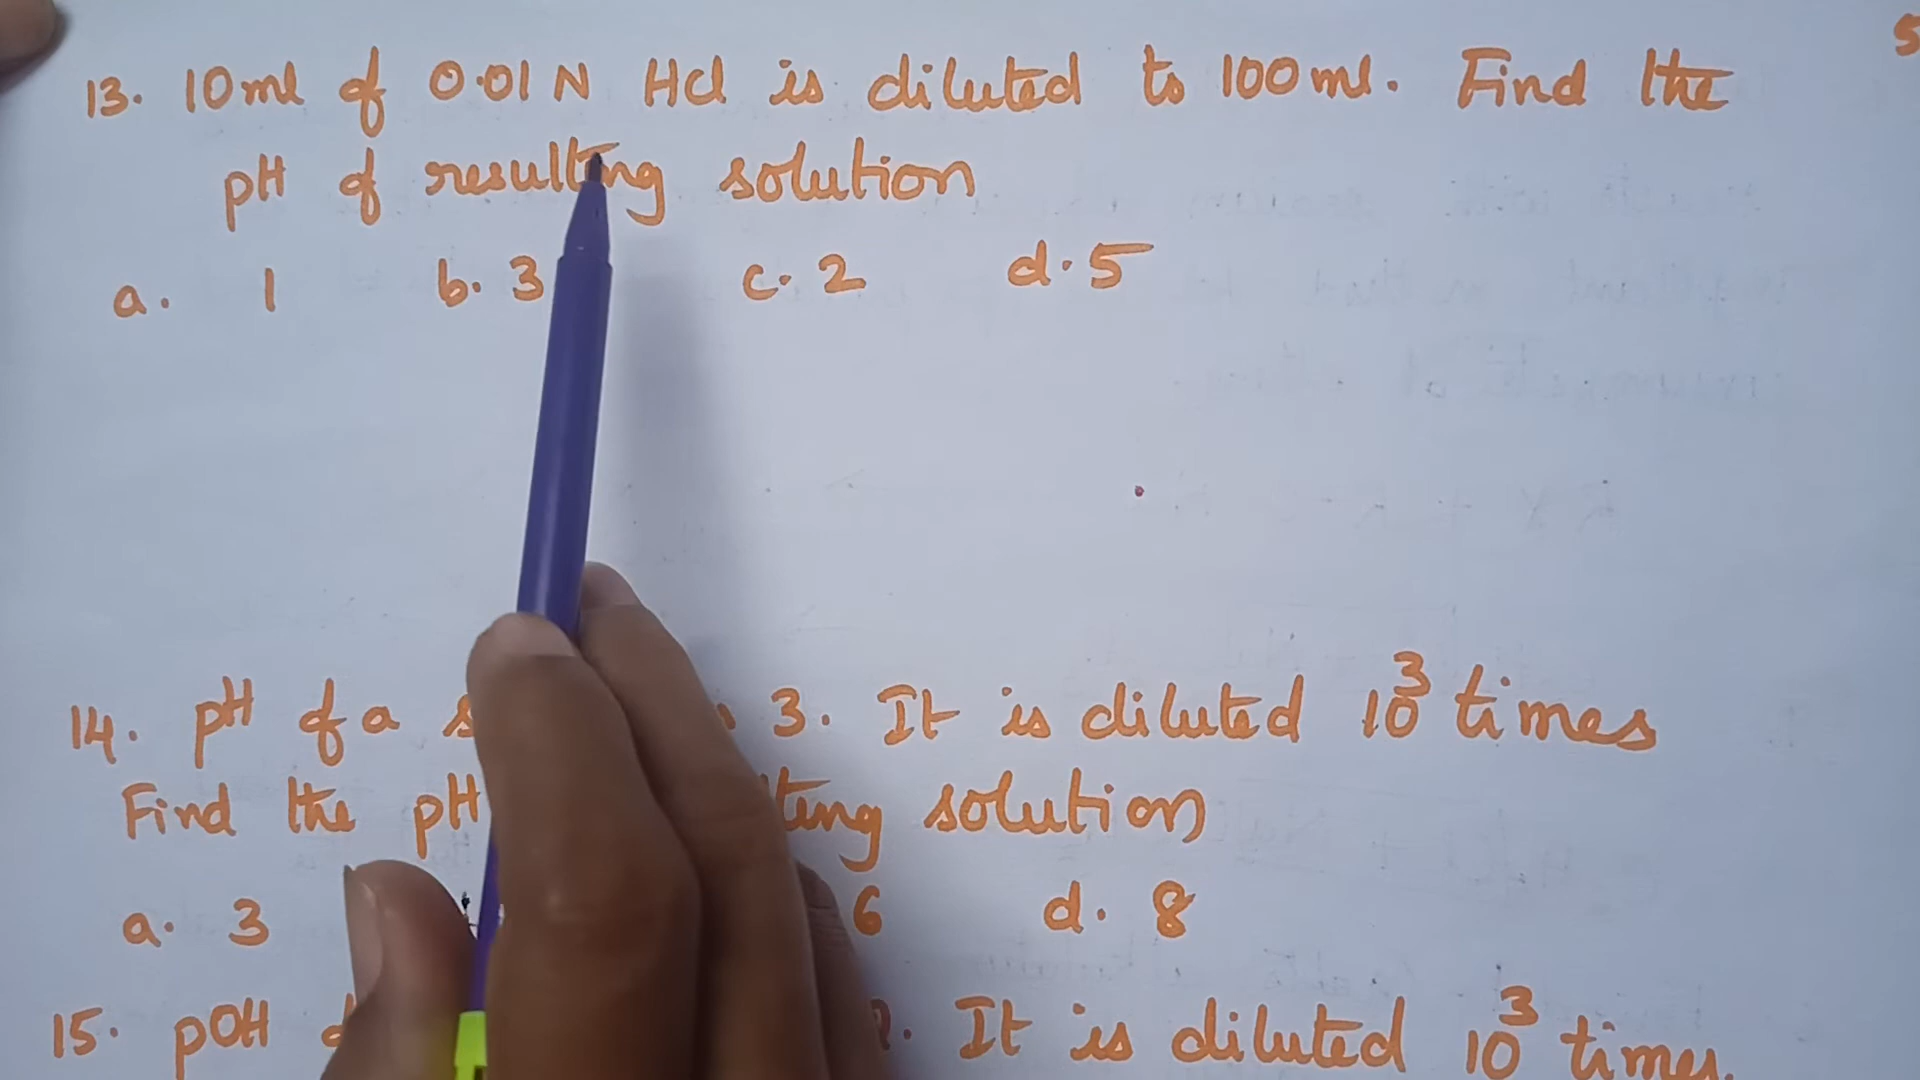 5
13. 10ml of 0.01 N HCl is diluted to 100ml. Find the
pH of resulting solution
a. 1 b. 3 c. 2 d. 5
14. pH of a 3. It is diluted 10³ times
Find the pH solution
a. 3 6 d. 8
15. pOH It is diluted 10³ times.